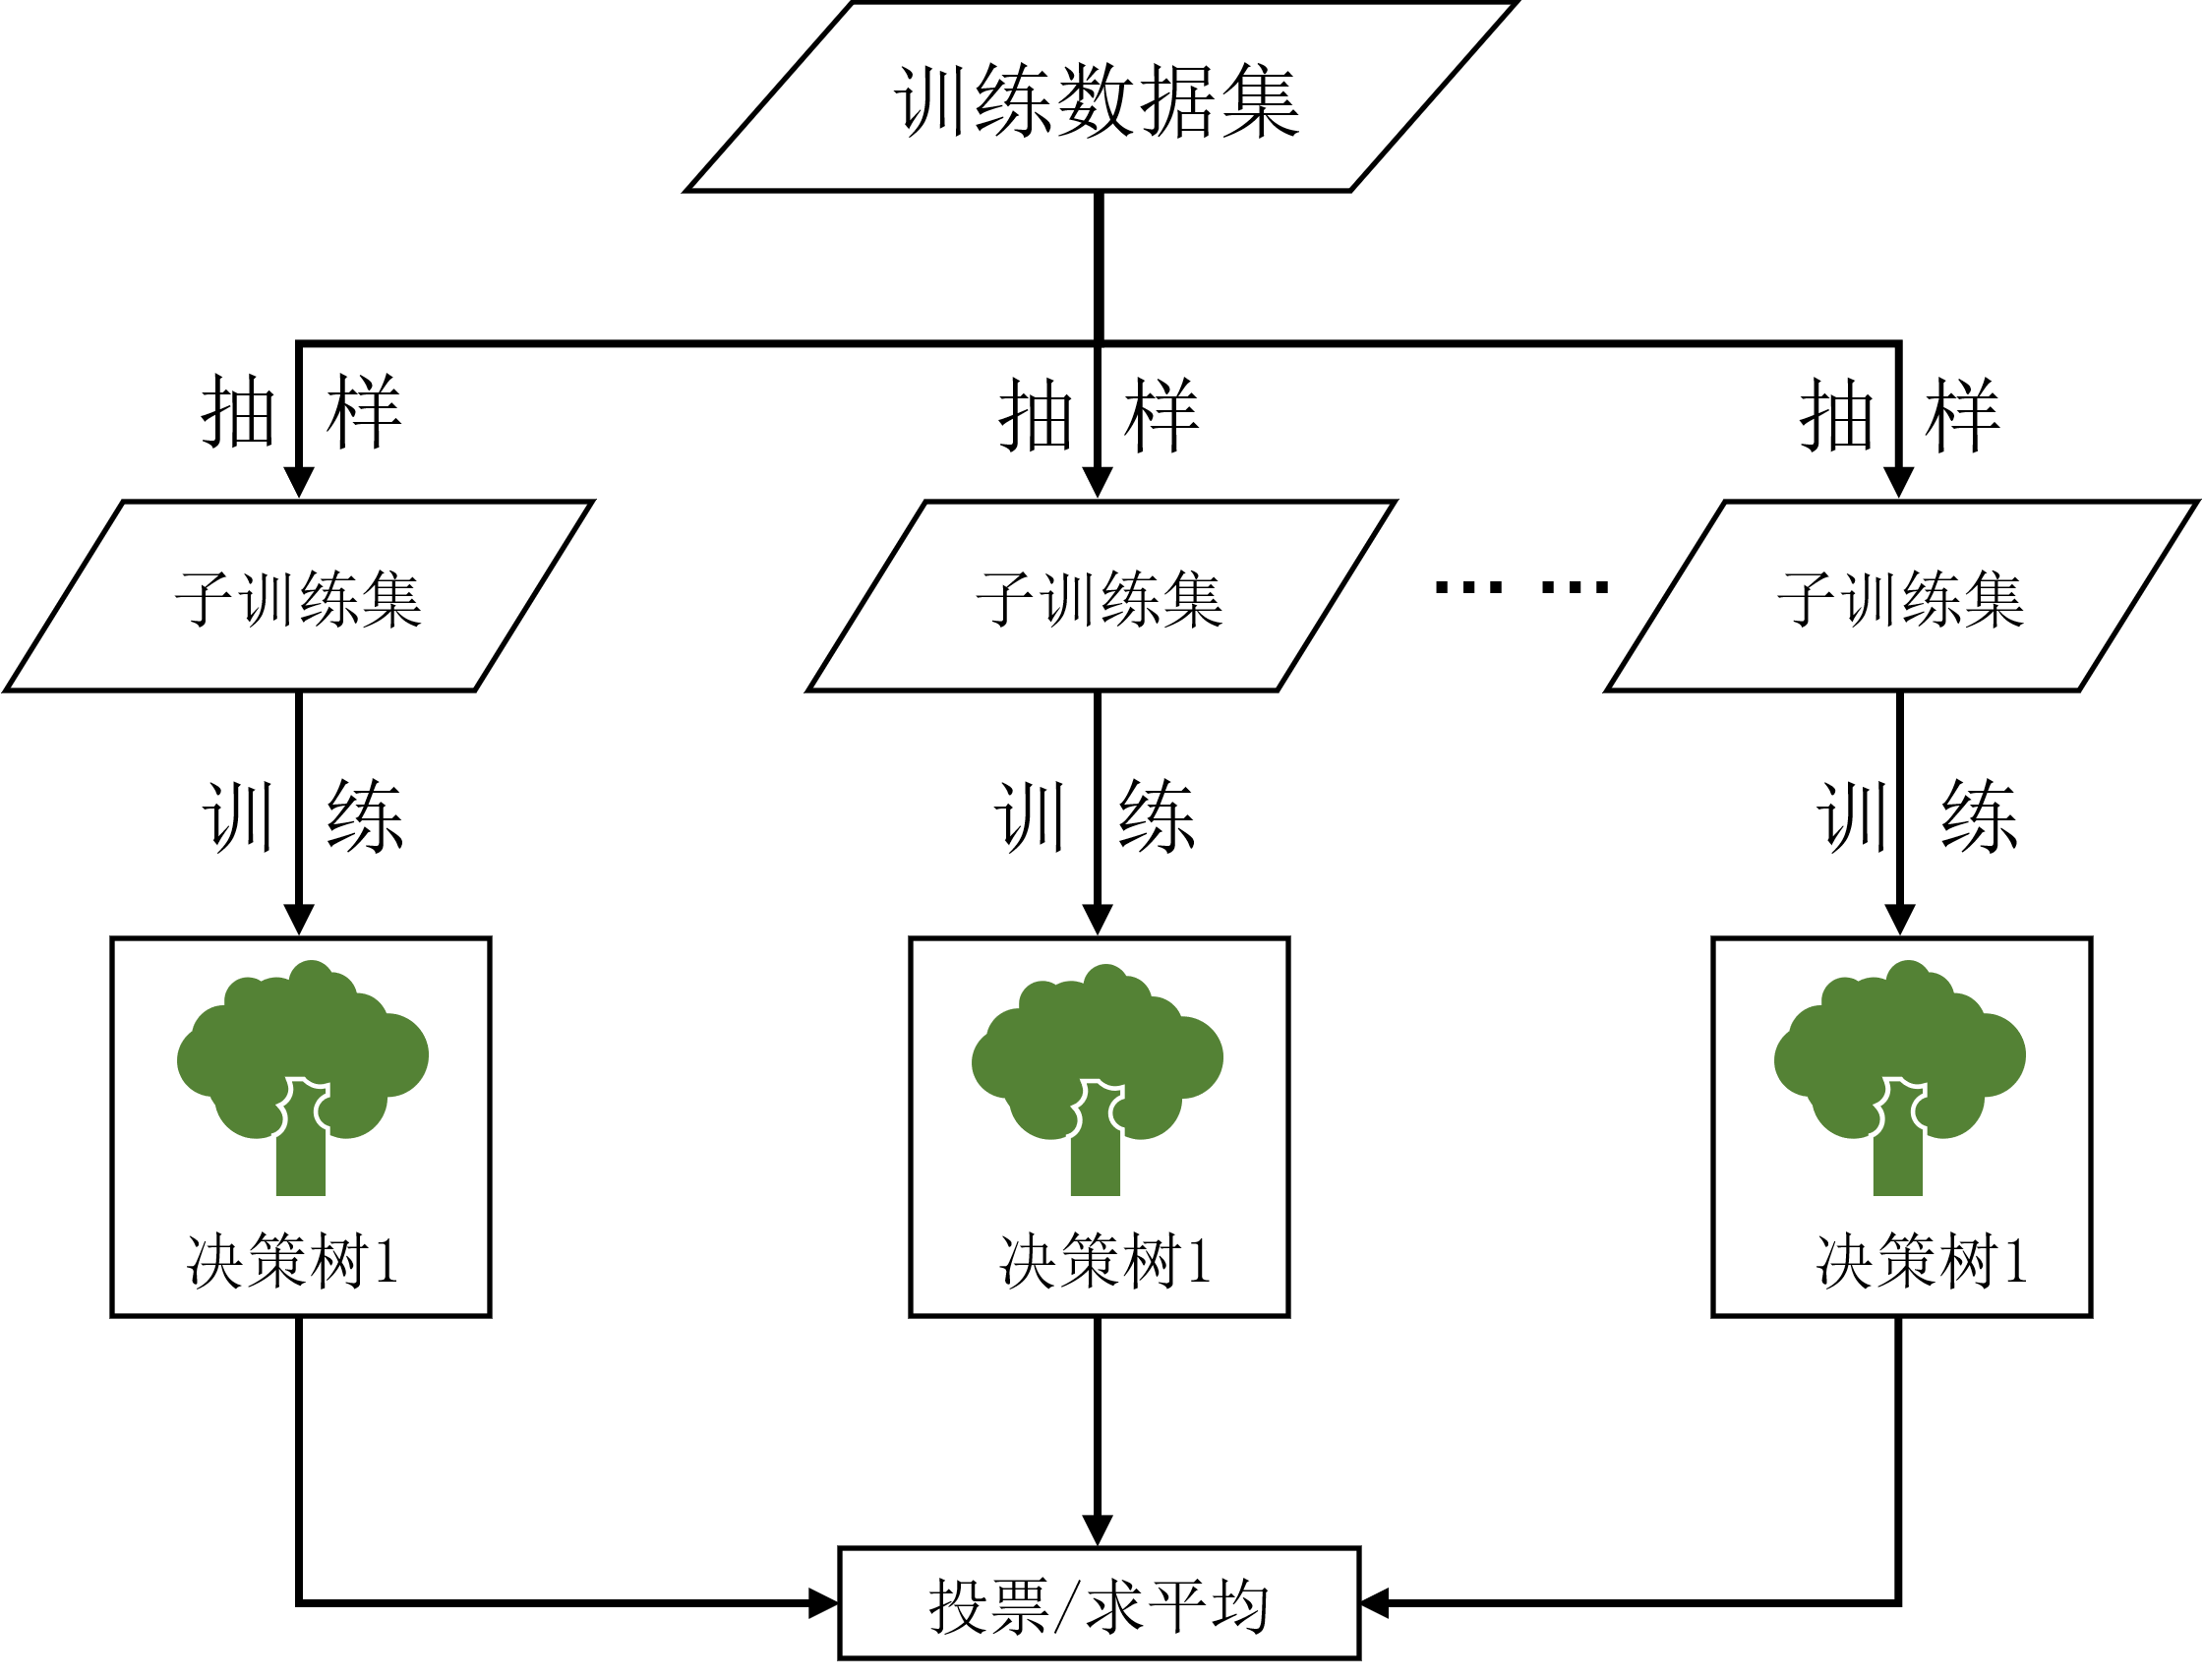 训练数据集
抽 样
抽 样
抽 样
子训练集
子训练集
…… 
子训练集
训 练
训 练
训 练
决策树1
决策树1
决策树1
投票/求平均